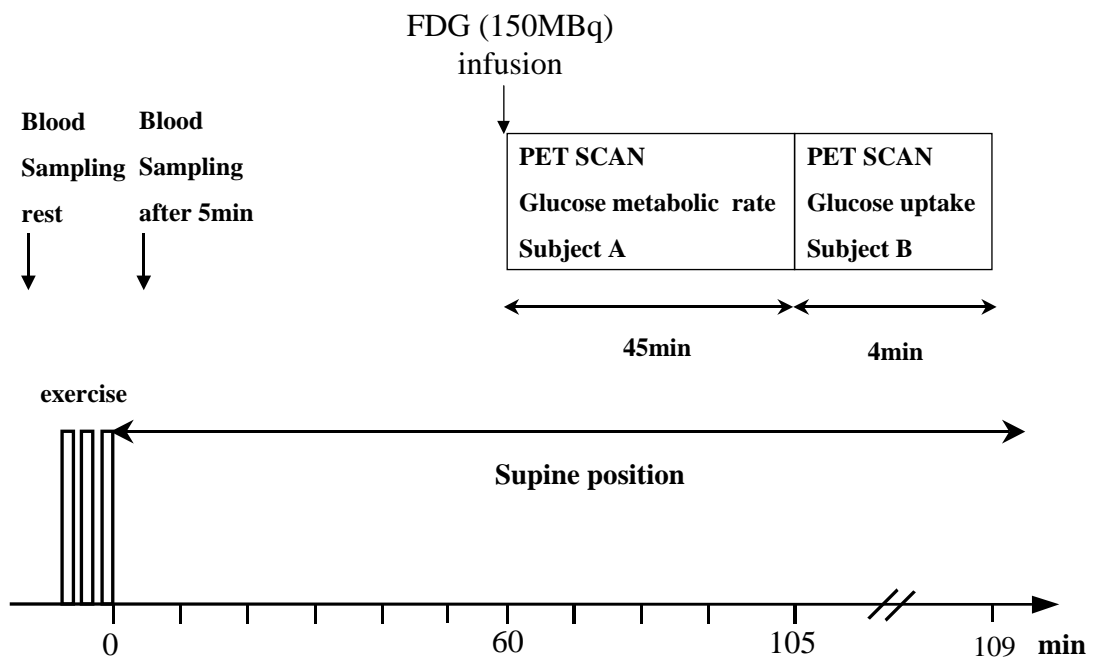 FDG (150MBq)
infusion
Blood
Sampling
rest
Blood
Sampling
after 5min
PET SCAN
Glucose metabolic rate
Subject A
PET SCAN
Glucose uptake
Subject B
45min
4min
exercise
Supine position
0
60
105
109
min